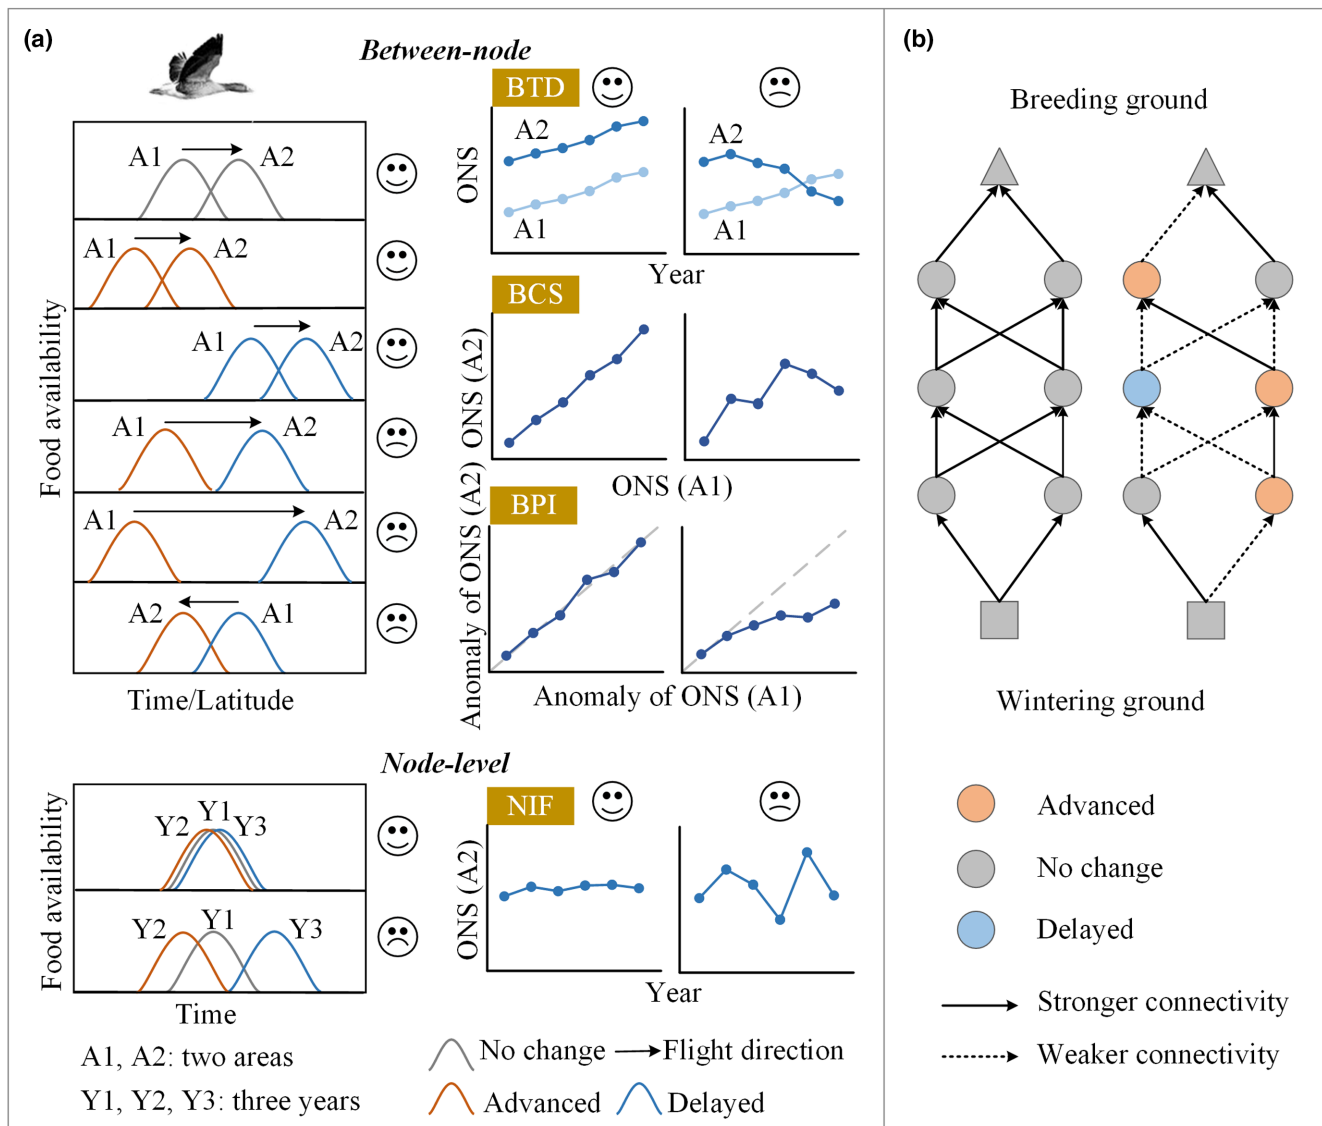 (a)
Between-node
A1
A2
A1
A2
A1
A2
A1
A2
A1
A2
A2
A1
Food availability
Time/Latitude
BTD
ONS
A2
A1
A2
A1
Year
BCS
ONS (A2)
ONS (A1)
BPI
Anomaly of ONS (A2)
Anomaly of ONS (A1)
Node-level
Food availability
Y1
Y2
Y3
Y1
Y2
Y3
Time
NIF
ONS (A2)
Year
A1, A2: two areas
Y1, Y2, Y3: three years
No change
Flight direction
Advanced
Delayed
(b)
Breeding ground
Wintering ground
Advanced
No change
Delayed
Stronger connectivity
Weaker connectivity